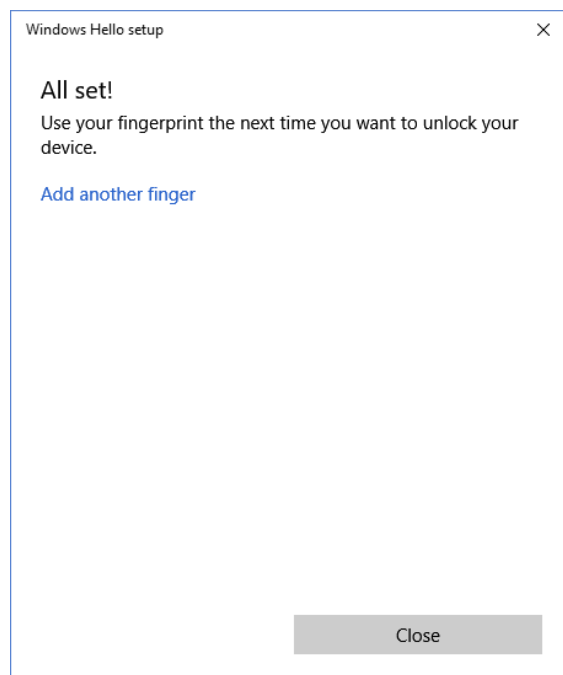 Windows Hello setup
All set!
Use your fingerprint the next time you want to unlock your
device.
Add another finger
Close